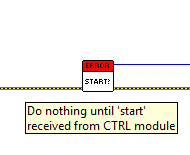 ERROR
START?
Do nothing until 'start'
received from CTRL module